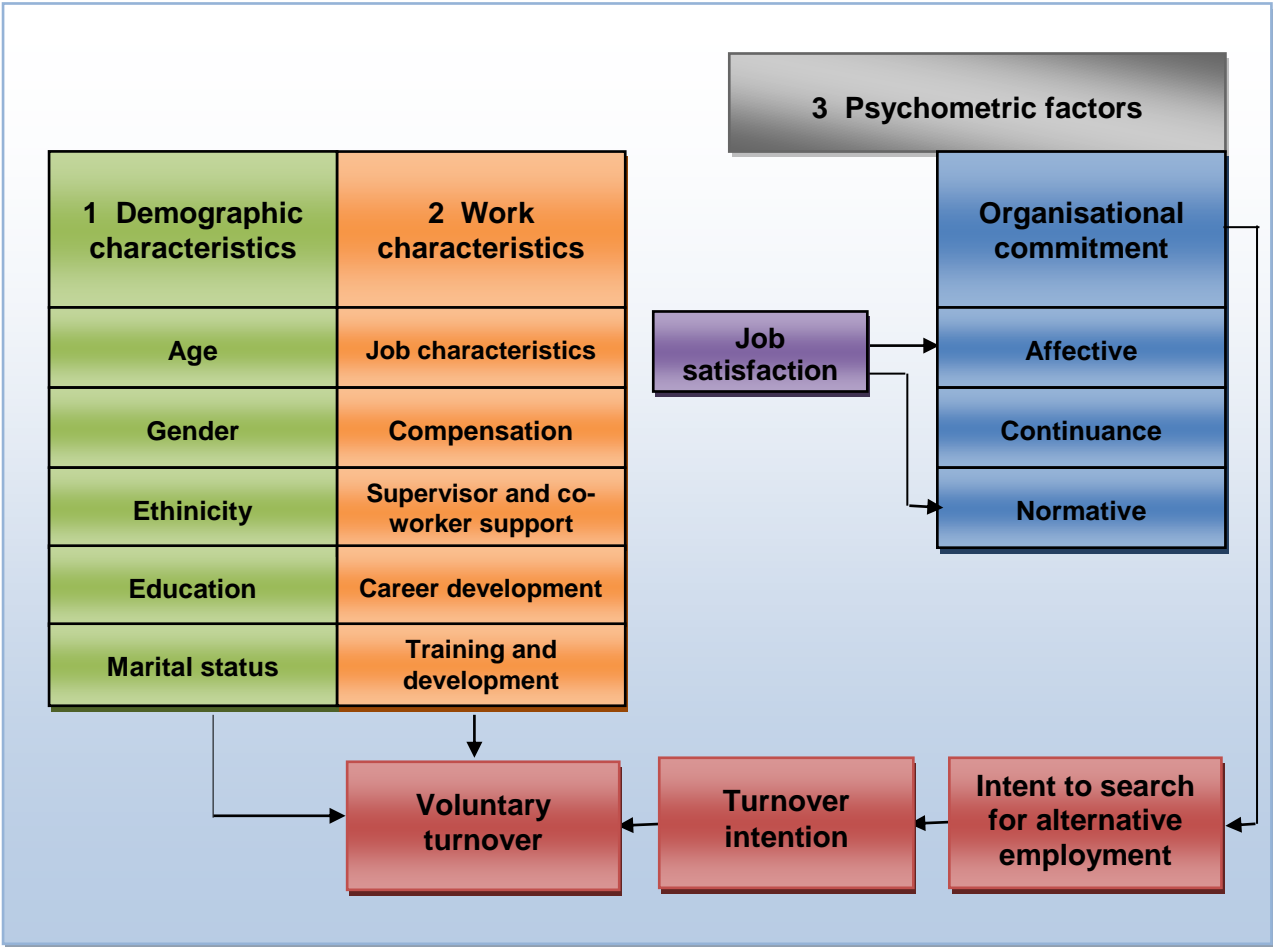 3 Psychometric factors
1 Demographic
characteristics
2 Work
characteristics
Organisational
commitment
Age
Job characteristics
Job
satisfaction
Affective
Gender
Compensation
Continuance
Ethinicity
Supervisor and co-
worker support
Normative
Education
Career development
Marital status
Training and
development
Voluntary
turnover
Turnover
intention
Intent to search
for alternative
employment